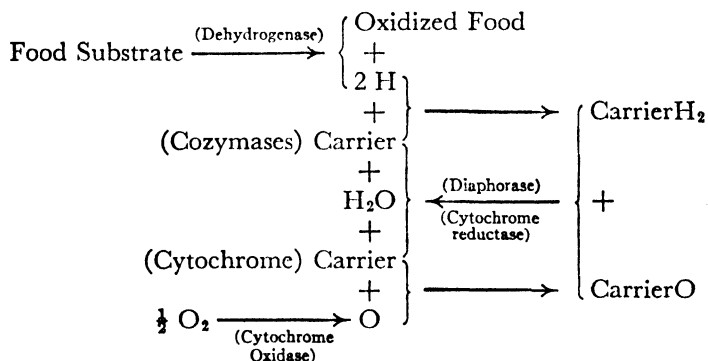 Oxidized Food
(Dehydrogenase)
Food Substrate
+
2 H
+
CarrierH₂
(Cozymases) Carrier
+
(Diaphorase)
H₂O
+
(Cytochrome
reductase)
+
(Cytochrome) Carrier
+
CarrierO
½ O₂
O
(Cytochrome
Oxidase)